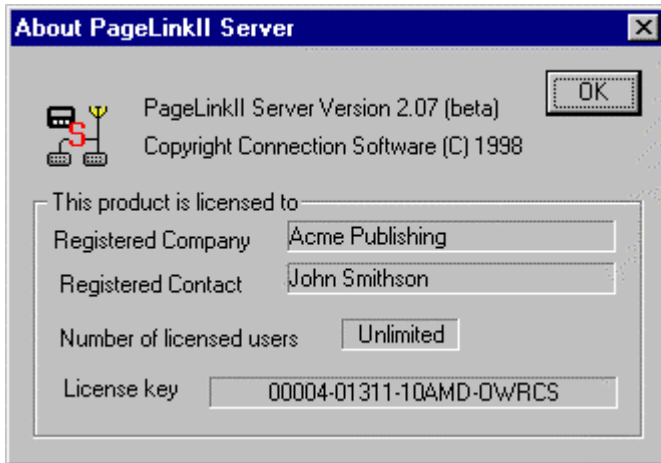 About PageLinkII Server
OK
PageLinkII Server Version 2.07 (beta)
Copyright Connection Software (C) 1998
This product is licensed to
Registered Company Acme Publishing
Registered Contact John Smithson
Number of licensed users Unlimited
License key 00004-01311-10AMD-0WRCS